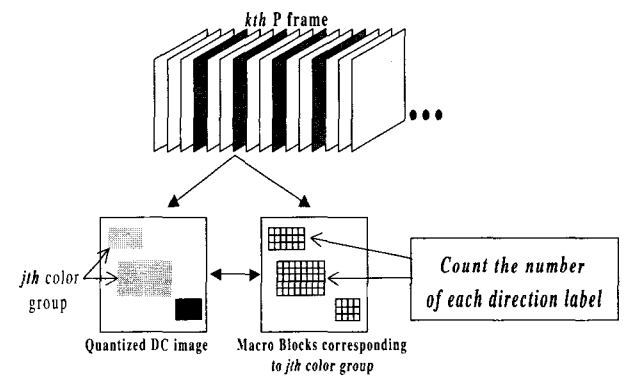 kth P frame
jth color
group
Count the number
of each direction label
Quantized DC image
Macro Blocks corresponding
to jth color group